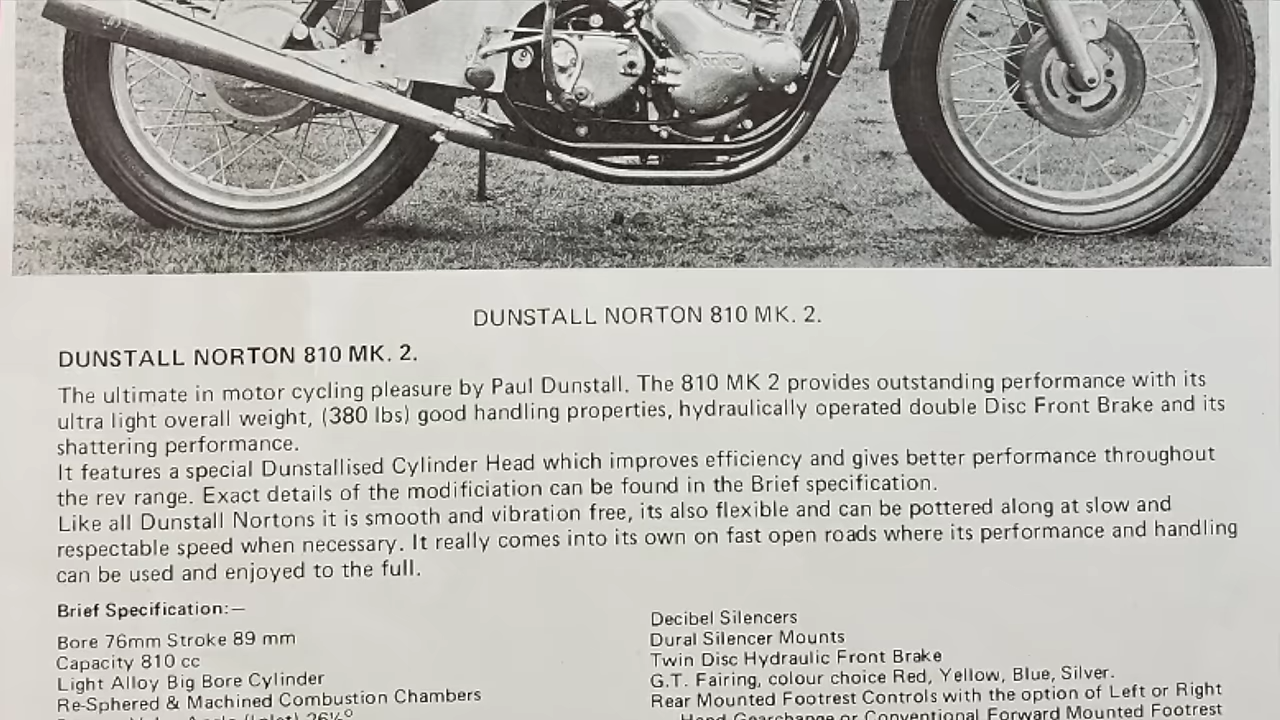 DUNSTALL NORTON 810 MK. 2.
DUNSTALL NORTON 810 MK. 2.
The ultimate in motor cycling pleasure by Paul Dunstall. The 810 MK 2 provides outstanding performance with its
ultra light overall weight, (380 lbs) good handling properties, hydraulically operated double Disc Front Brake and its
shattering performance.
It features a special Dunstallised Cylinder Head which improves efficiency and gives better performance throughout
the rev range. Exact details of the modificiation can be found in the Brief specification.
Like all Dunstall Nortons it is smooth and vibration free, its also flexible and can be pottered along at slow and
respectable speed when necessary. It really comes into its own on fast open roads where its performance and handling
can be used and enjoyed to the full.
Brief Specification:—
Bore 76mm Stroke 89 mm
Capacity 810 cc
Light Alloy Big Bore Cylinder
Re-Sphered & Machined Combustion Chambers
Decibel Silencers
Dural Silencer Mounts
Twin Disc Hydraulic Front Brake
G.T. Fairing, colour choice Red, Yellow, Blue, Silver.
Rear Mounted Footrest Controls with the option of Left or Right
Hand Gearchange or Conventional Forward Mounted Footrest